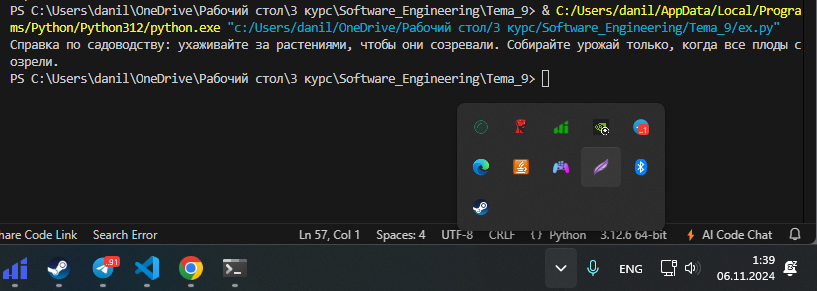 PS C:\Users\danil\OneDrive\Рабочий стол\3 курс\Software_Engineering\Tema_9> & C:/Users/danil/AppData/Local/Progra
ms/Python/Python312/python.exe "c:/Users/danil/OneDrive/Рабочий стол/3 курс/Software_Engineering/Tema_9/ex.py"
Справка по садоводству: ухаживайте за растениями, чтобы они созревали. Собирайте урожай только, когда все плоды с
озрели.
PS C:\Users\danil\OneDrive\Рабочий стол\3 курс\Software_Engineering\Tema_9>
hare Code Link Search Error Ln 57, Col 1 Spaces: 4 UTF-8 CRLF {} Python 3.12.6 64-bit AI Code Chat
91 ENG 1:39
06.11.2024